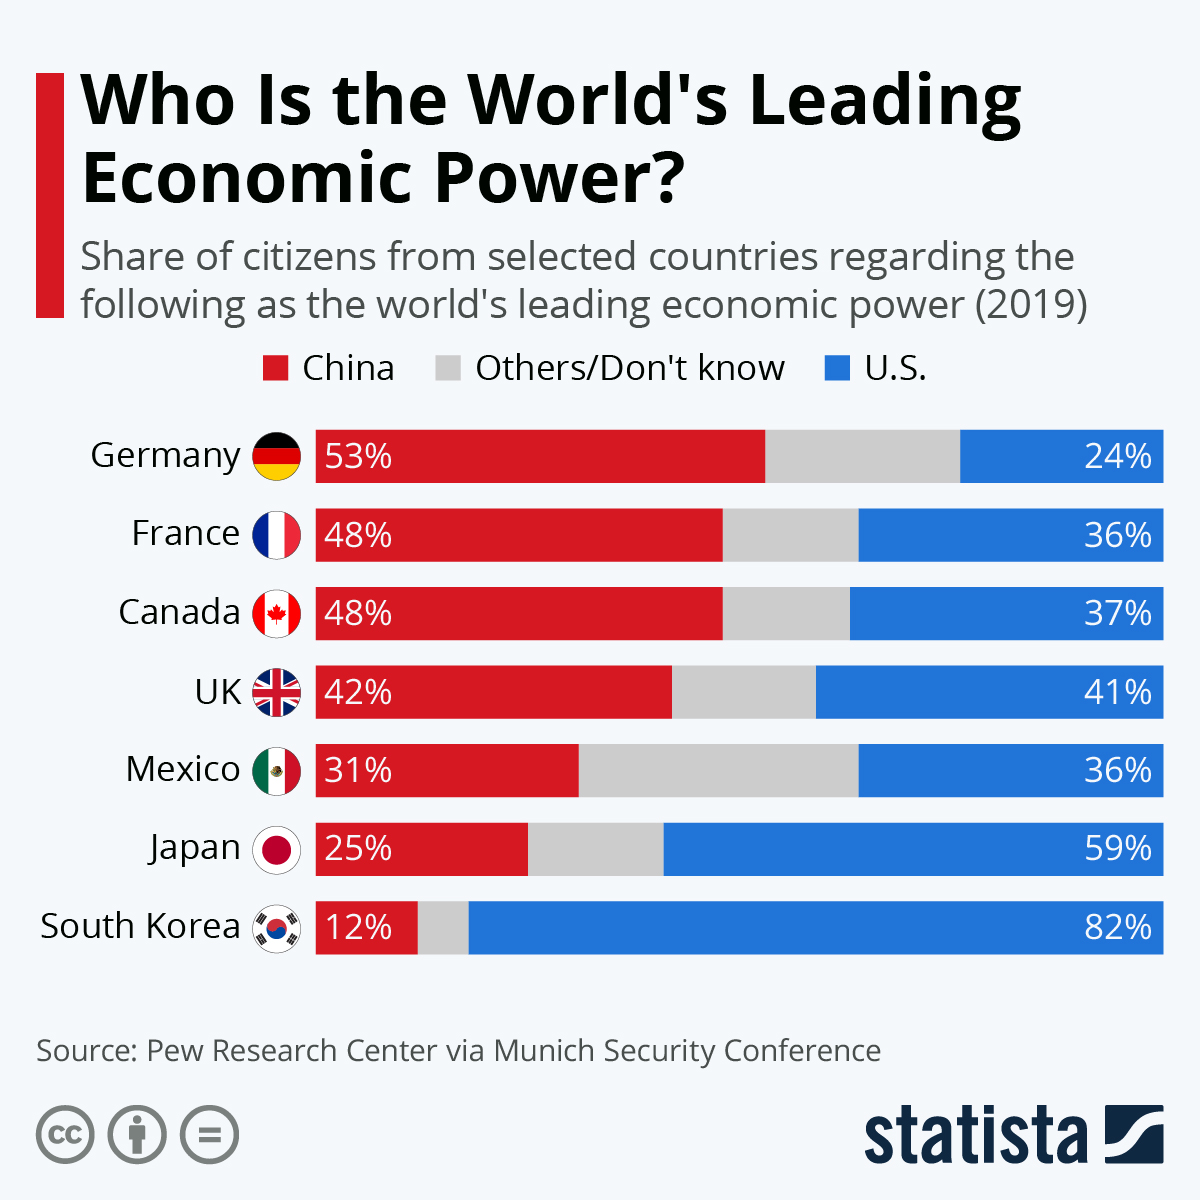 Who Is the World's Leading
Economic Power?
Share of citizens from selected countries regarding the
following as the world's leading economic power (2019)
China Others/Don't know U.S.
Germany 53% 24%
France 48% 36%
Canada 48% 37%
UK 42% 41%
Mexico 31% 36%
Japan 25% 59%
South Korea 12% 82%
Source: Pew Research Center via Munich Security Conference
cc = statista